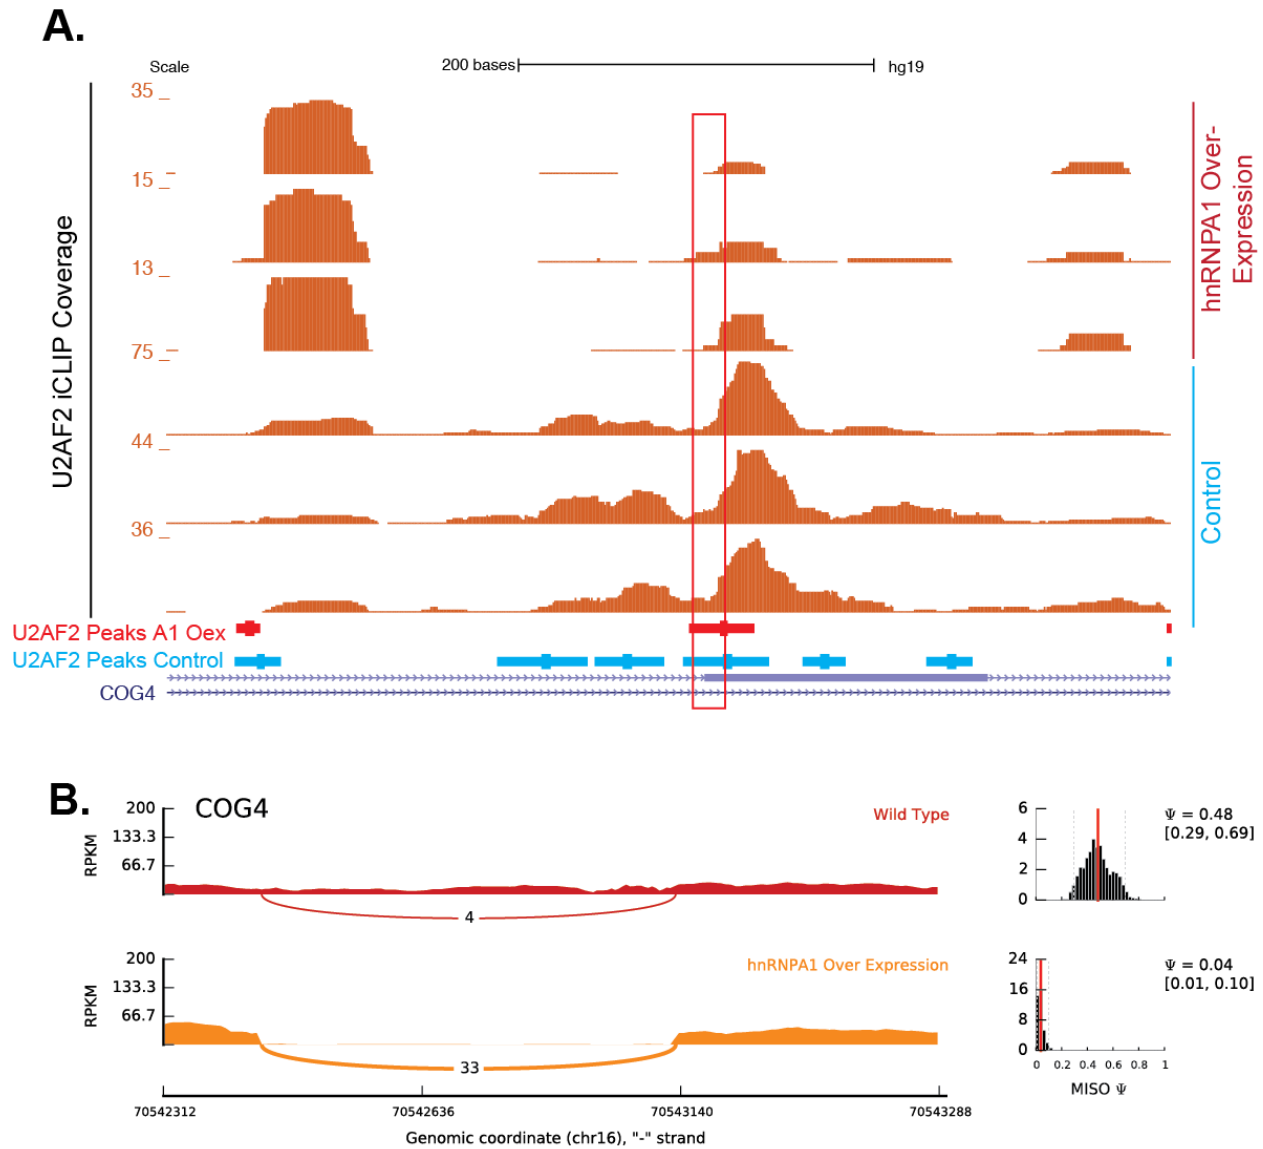 A.
Scale
200 bases
hg19
35
15
13
75
44
36
U2AF2 iCLIP Coverage
hnRNPA1 Over-
Expression
Control
U2AF2 Peaks A1 Oex
U2AF2 Peaks Control
COG4
B.
COG4
200
133.3
66.7
RPKM
Wild Type
4
6
4
2
0
Ψ = 0.48
[0.29, 0.69]
200
133.3
66.7
RPKM
hnRNPA1 Over Expression
33
24
16
8
0
Ψ = 0.04
[0.01, 0.10]
0 0.2 0.4 0.6 0.8 1
MISO Ψ
70542312 70542636 70543140 70543288
Genomic coordinate (chr16), "-" strand